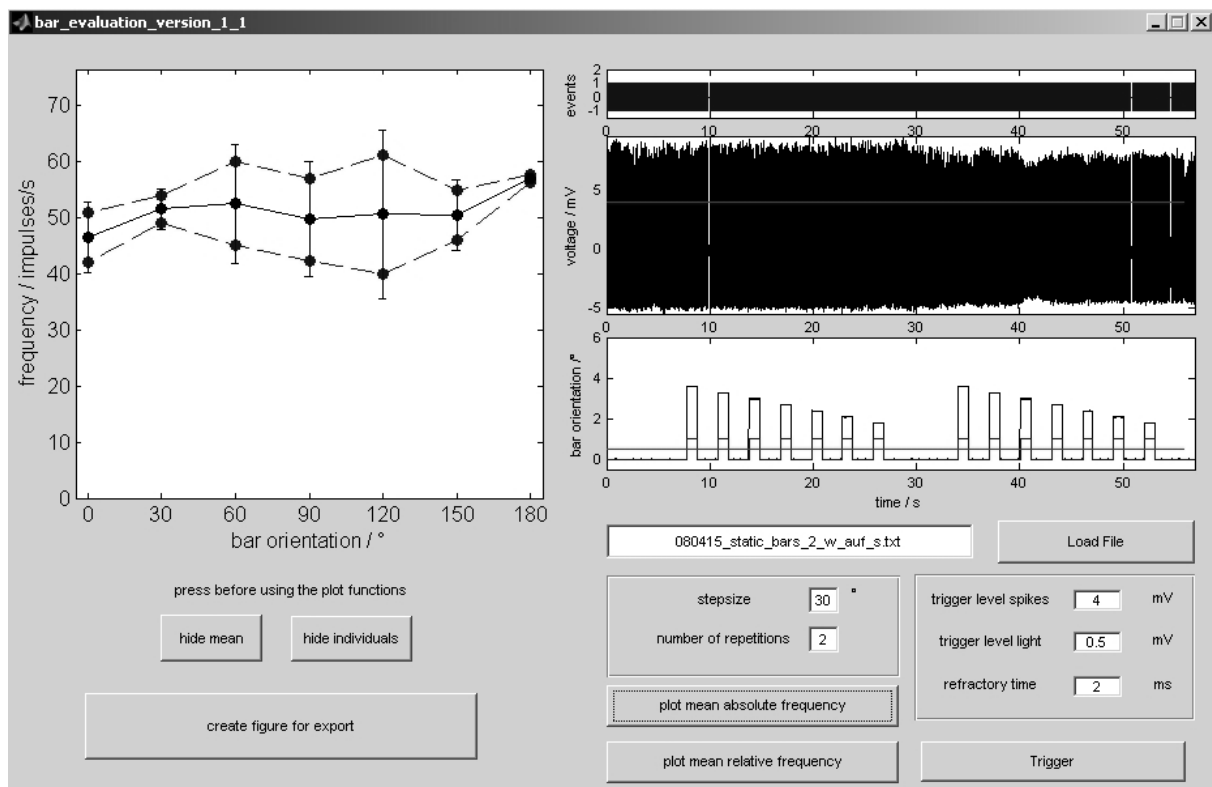 bar_evaluation_version_1_1
70
60
50
40
30
20
10
0
frequency / impulses/s
0 30 60 90 120 150 180
bar orientation / °
press before using the plot functions
hide mean
hide individuals
create figure for export
2
1
0
-1
events
0 10 20 30 40 50
5
0
-5
voltage / mV
0 10 20 30 40 50
6
4
2
0
bar orientation /°
0 10 20 30 40 50
time / s
080415_static_bars_2_w_auf_s.txt
Load File
stepsize 30 °
number of repetitions 2
trigger level spikes 4 mV
trigger level light 0.5 mV
refractory time 2 ms
plot mean absolute frequency
plot mean relative frequency
Trigger